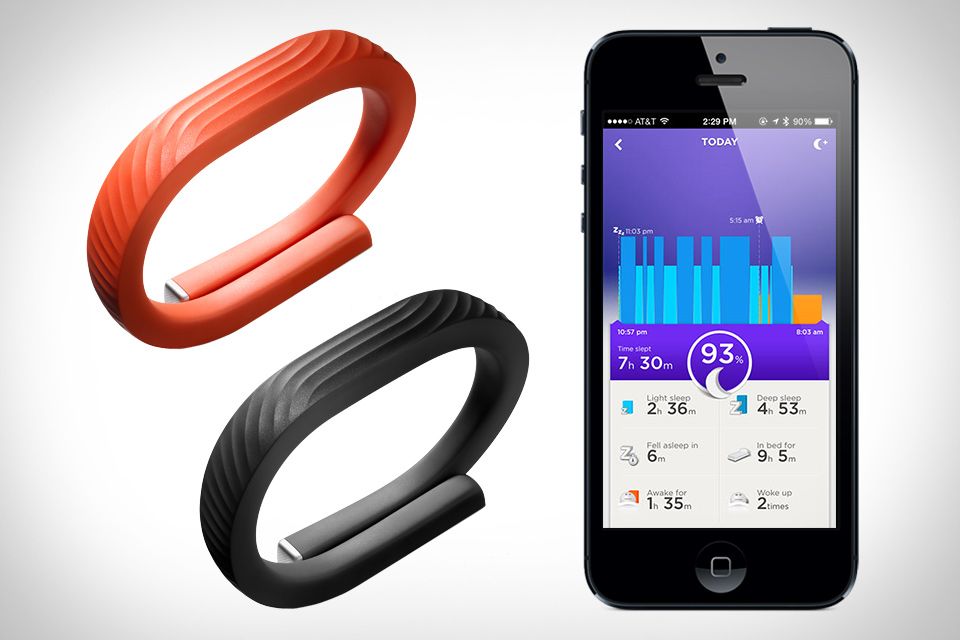 AT&T 2:29 PM 90%
TODAY
5:15 am
zZz 11:03 pm
10:57 pm 8:03 am
Time slept
7h 30m
93%
Light sleep
2h 36m
Deep sleep
4h 53m
Fell asleep in
6m
In bed for
9h 5m
Awake for
1h 35m
Woke up
2times